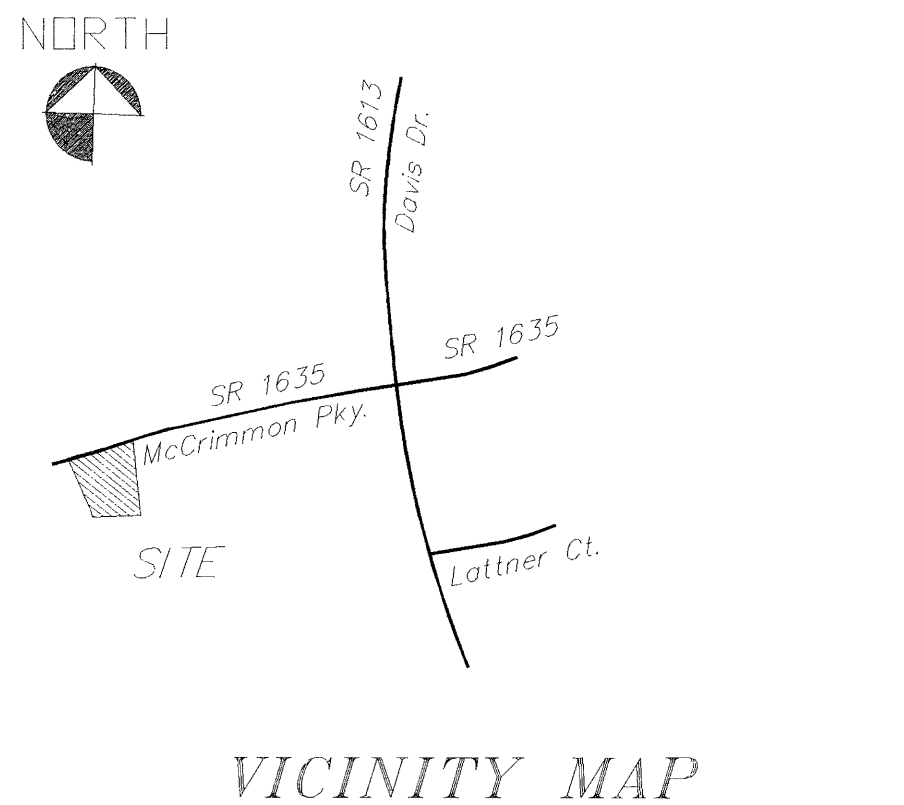 NORTH
SR 1613
Davis Dr.
SR 1635
SR 1635
McCrimmon Pky.
SITE
Lattner Ct.
VICINITY MAP